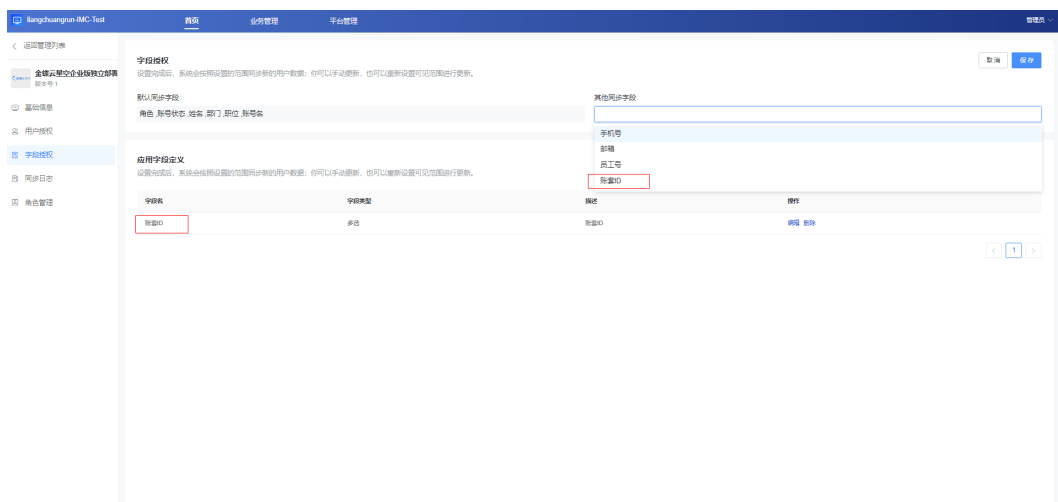 liangchuangrun-IMC-Test 首页 业务管理 平台管理 管理员
返回管理列表
金蝶云星空企业版独立部署
版本号:1
基础信息
用户授权
字段授权
同步日志
角色管理
字段授权
设置完成后，系统会按照设置的范围同步新的用户数据；你可以手动更新，也可以重新设置可见范围进行更新。
取消 保存
默认同步字段:
角色 ,账号状态 ,姓名 ,部门 ,职位 ,账号名
其他同步字段:
手机号
邮箱
员工号
账套ID
应用字段定义
设置完成后，系统会按照设置的范围同步新的用户数据；你可以手动更新，也可以重新设置可见范围进行更新。
字段名 字段类型 描述 操作
账套ID 多选 账套ID 编辑 删除
< 1 >